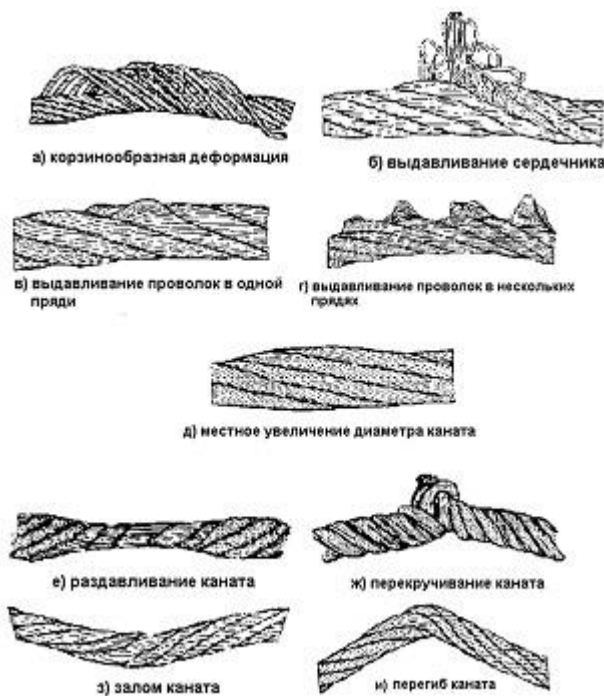 а) корзинообразная деформация
б) выдавливание сердечника
в) выдавливание проволок в одной
пряди
г) выдавливание проволок в нескольких
прядях
д) местное увеличение диаметра каната
е) раздавливание каната
ж) перекручивание каната
з) залом каната
и) перегиб каната